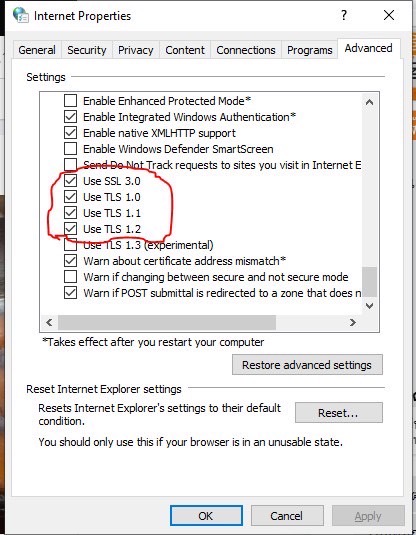 Internet Properties
?
General Security Privacy Content Connections Programs Advanced
Settings
Enable Enhanced Protected Mode*
Enable Integrated Windows Authentication*
Enable native XMLHTTP support
Enable Windows Defender SmartScreen
Send Do Not Track requests to sites you visit in Internet E
Use SSL 3.0
Use TLS 1.0
Use TLS 1.1
Use TLS 1.2
Use TLS 1.3 (experimental)
Warn about certificate address mismatch*
Warn if changing between secure and not secure mode
Warn if POST submittal is redirected to a zone that does n
*Takes effect after you restart your computer
Restore advanced settings
Reset Internet Explorer settings
Resets Internet Explorer's settings to their default
condition.
Reset...
You should only use this if your browser is in an unusable state.
OK Cancel Apply